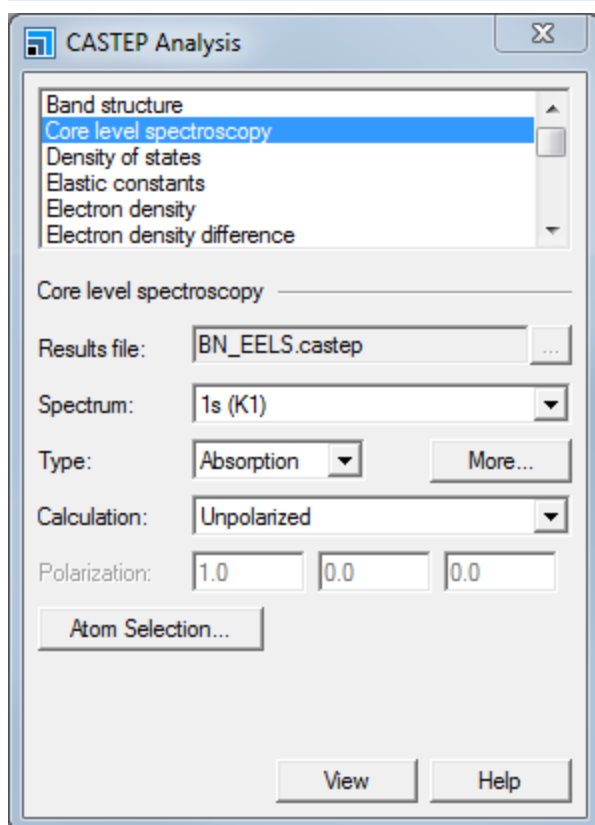 CASTEP Analysis
Band structure
Core level spectroscopy
Density of states
Elastic constants
Electron density
Electron density difference
Core level spectroscopy
Results file: BN_EELS.castep ...
Spectrum: 1s (K1)
Type: Absorption More...
Calculation: Unpolarized
Polarization: 1.0 0.0 0.0
Atom Selection...
View Help